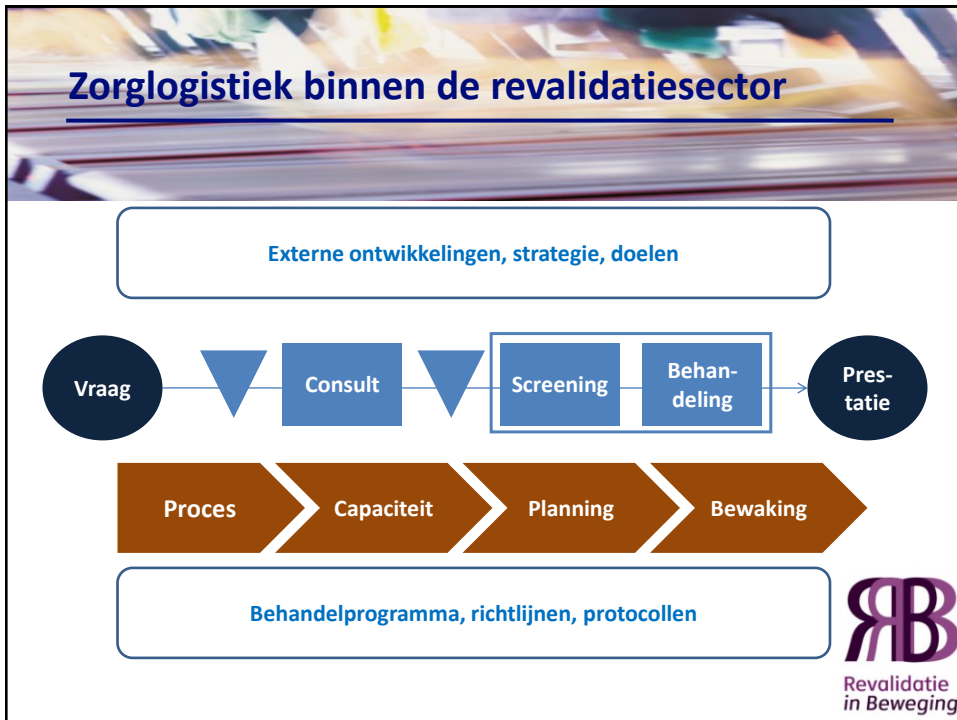 Zorglogistiek binnen de revalidatiesector
Externe ontwikkelingen, strategie, doelen
Vraag
Consult
Screening
Behan-
deling
Pres-
tatie
Proces
Capaciteit
Planning
Bewaking
Behandelprogramma, richtlijnen, protocollen
RB
Revalidatie
in Beweging